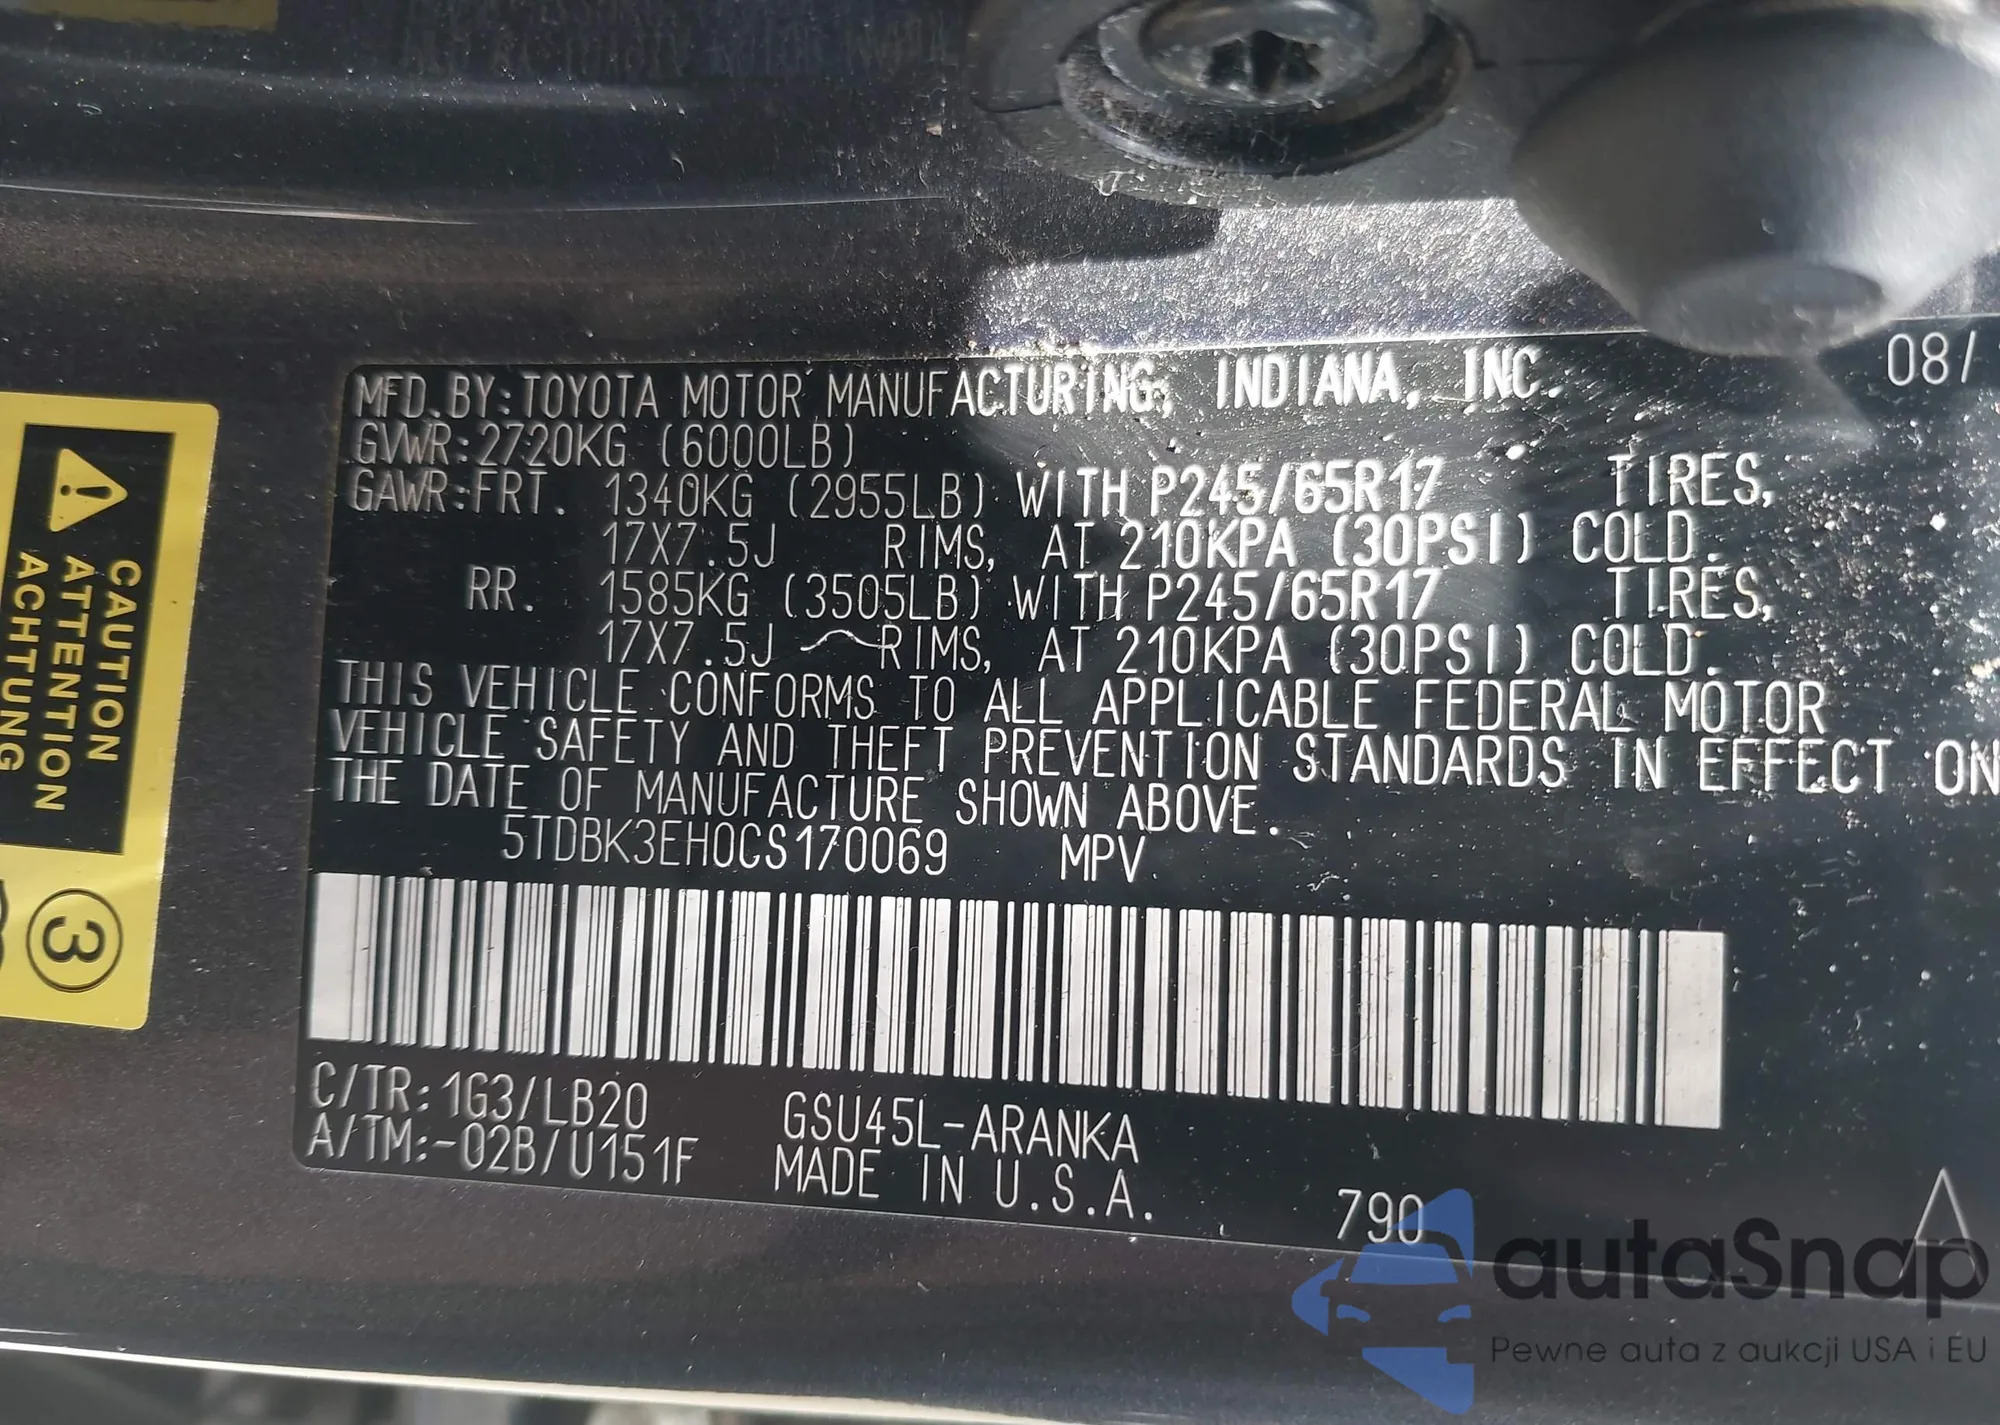 08/
MFD.BY:TOYOTA MOTOR MANUFACTURING, INDIANA, INC.
GVWR:2720KG (6000LB)
GAWR:FRT. 1340KG (2955LB) WITH P245/65R17 TIRES,
17X7.5J RIMS, AT 210KPA (30PSI) COLD.
RR. 1585KG (3505LB) WITH P245/65R17 TIRES,
17X7.5J RIMS, AT 210KPA (30PSI) COLD.
THIS VEHICLE CONFORMS TO ALL APPLICABLE FEDERAL MOTOR
VEHICLE SAFETY AND THEFT PREVENTION STANDARDS IN EFFECT ON
THE DATE OF MANUFACTURE SHOWN ABOVE.
5TDBK3EH0CS170069 MPV
C/TR:1G3/LB20 GSU45L-ARANKA
A/TM:-02B/U151F MADE IN U.S.A.
790
CAUTION
ATTENTION
ACHTUNG
3
autaSnap
Pewne auta z aukcji USA i EU